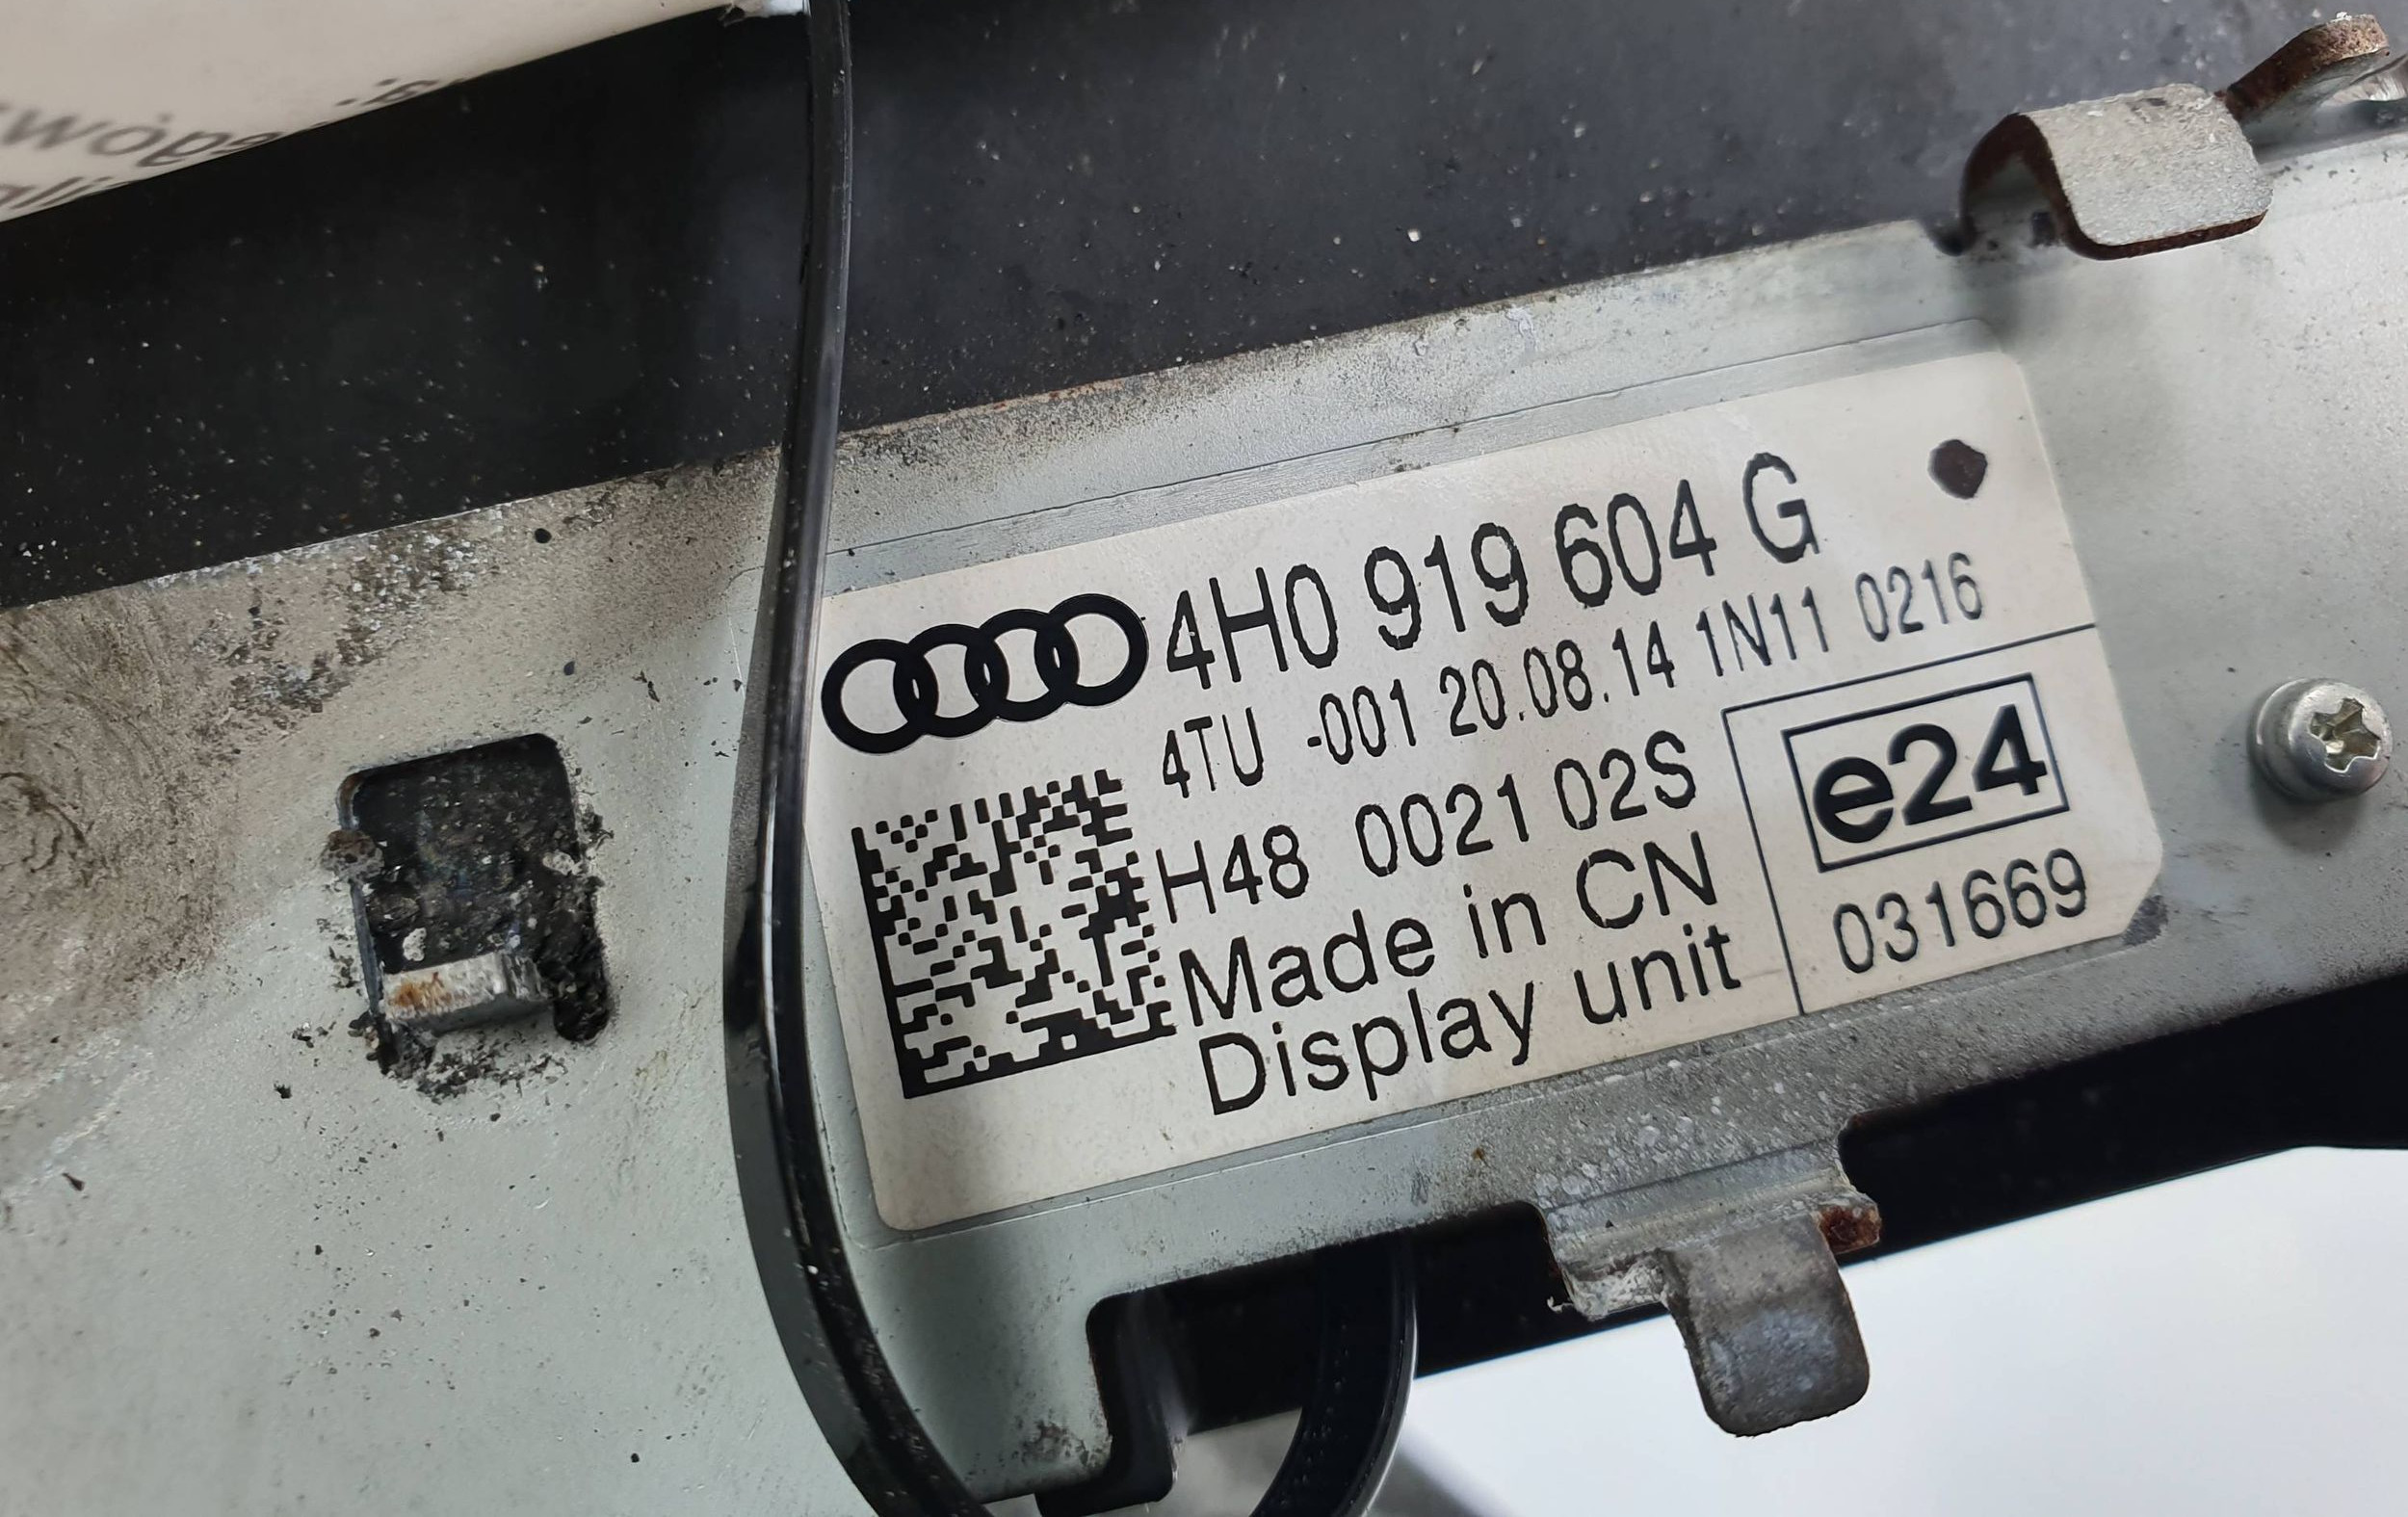 4H0 919 604 G
4TU -001 20.08.14 1N11 0216
H48 0021 02S
Made in CN
Display unit
e24
031669